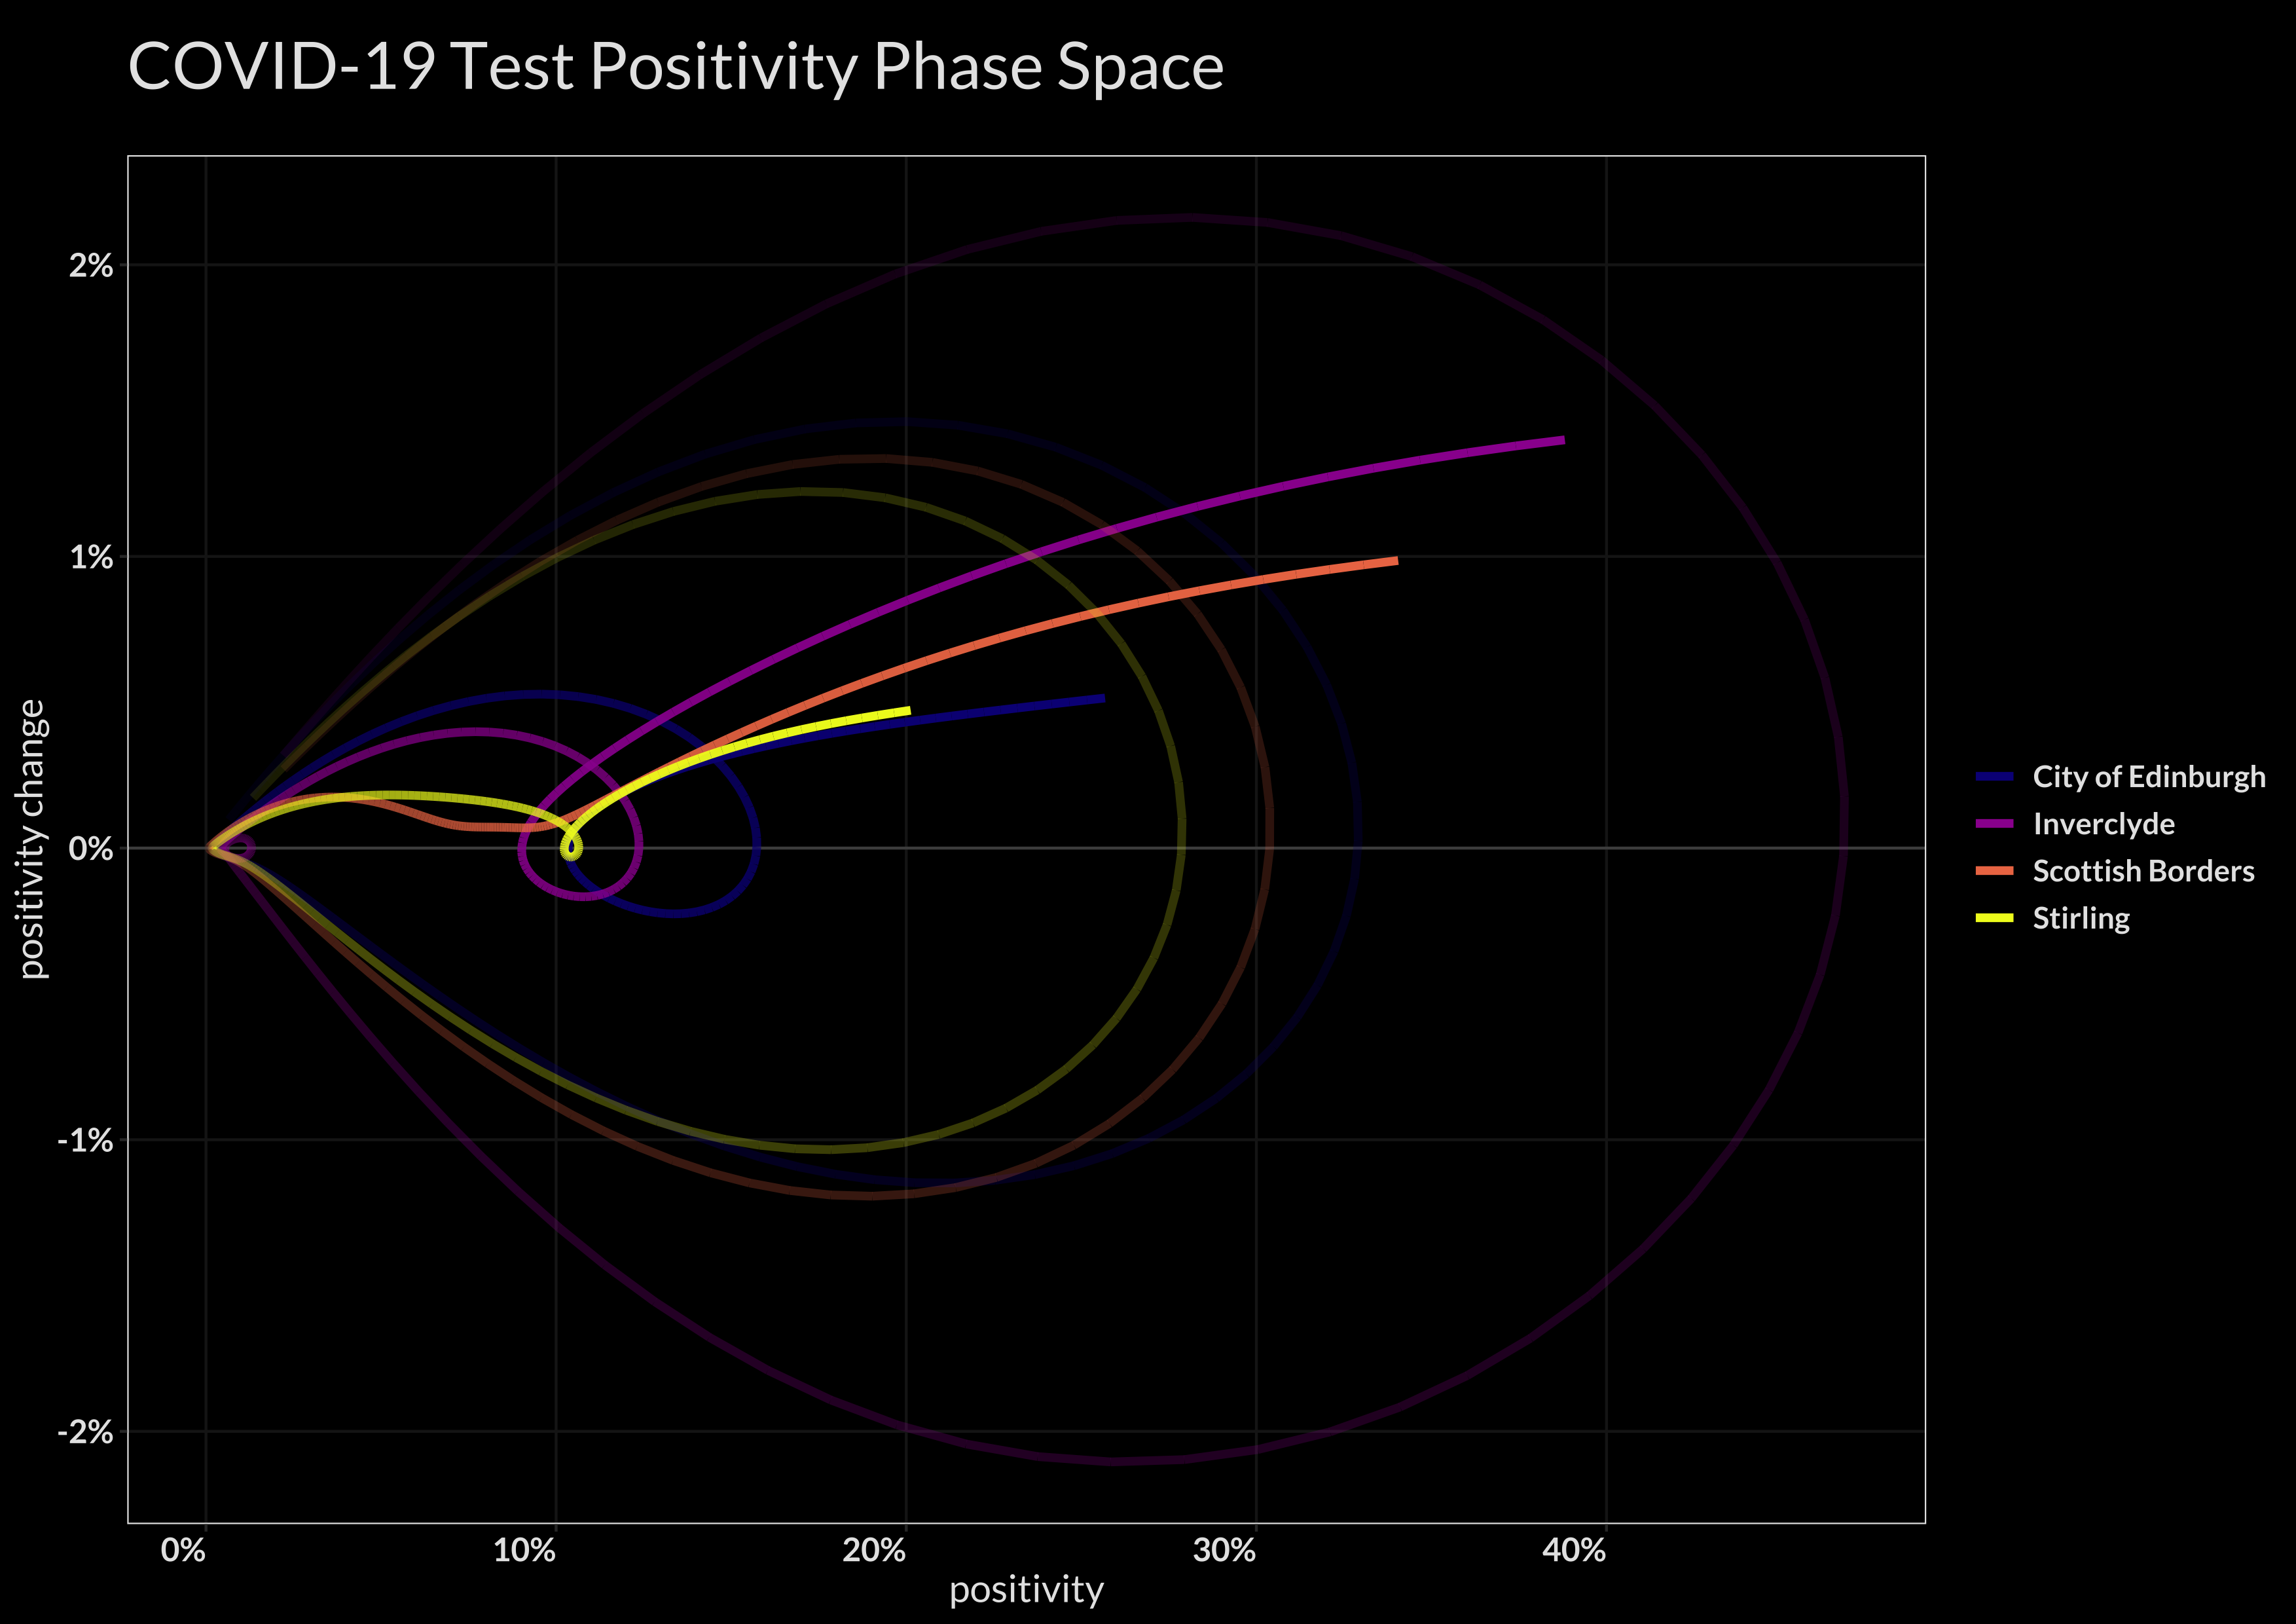 COVID-19 Test Positivity Phase Space
2%
1%
0%
-1%
-2%
positivity change
0%
10%
20%
30%
40%
positivity
City of Edinburgh
Inverclyde
Scottish Borders
Stirling